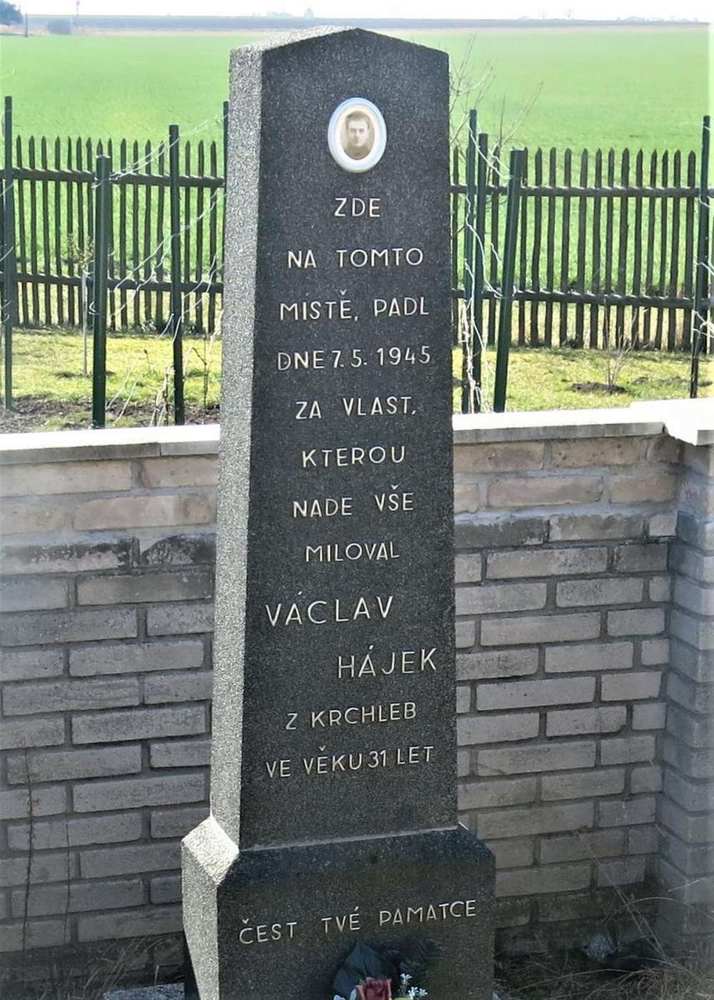 ZDE
NA TOMTO
MÍSTĚ, PADL
DNE 7. 5. 1945
ZA VLAST,
KTEROU
NADE VŠE
MILOVAL
VÁCLAV
HÁJEK
Z KRCHLEB
VE VĚKU 31 LET
ČEST TVÉ PAMATCE